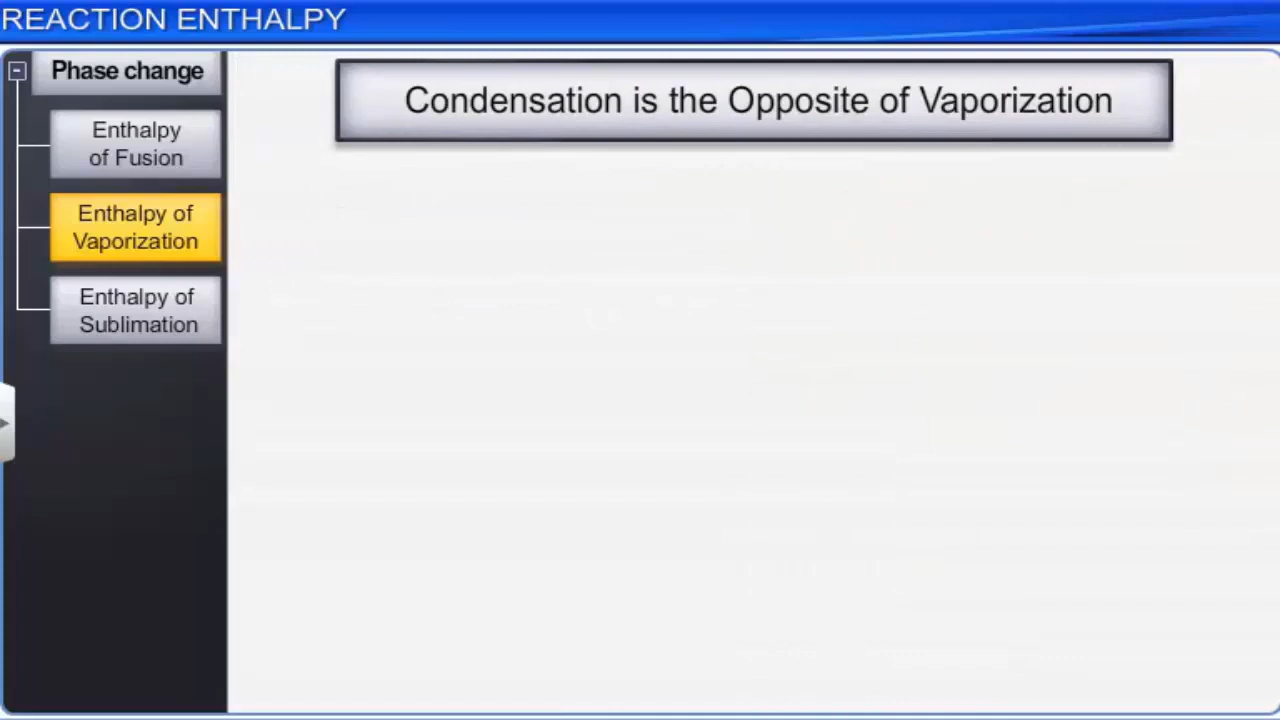 REACTION ENTHALPY
Phase change
Enthalpy
of Fusion
Enthalpy of
Vaporization
Enthalpy of
Sublimation
Condensation is the Opposite of Vaporization